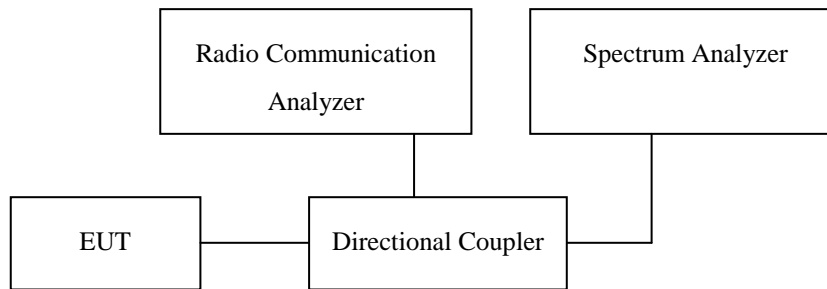 Radio Communication
Analyzer
Spectrum Analyzer
EUT
Directional Coupler